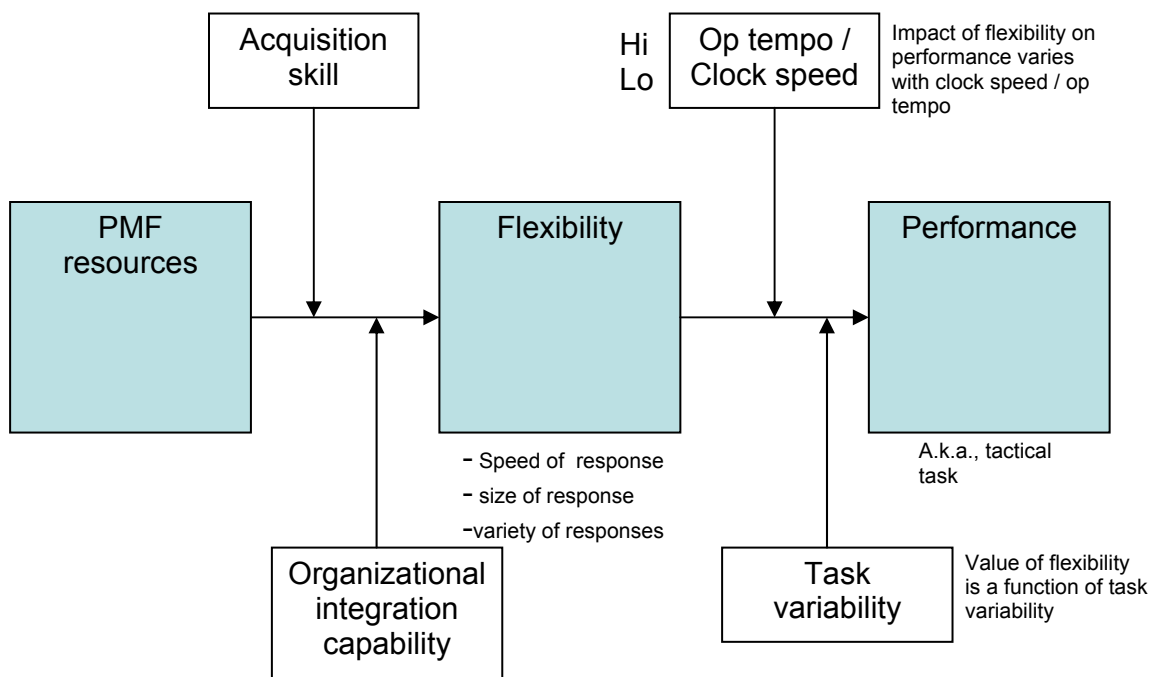 Acquisition
skill
Hi
Lo
Op tempo /
Clock speed
Impact of flexibility on
performance varies
with clock speed / op
tempo
PMF
resources
Flexibility
Performance
- Speed of response
- size of response
-variety of responses
A.k.a., tactical
task
Organizational
integration
capability
Task
variability
Value of flexibility
is a function of task
variability